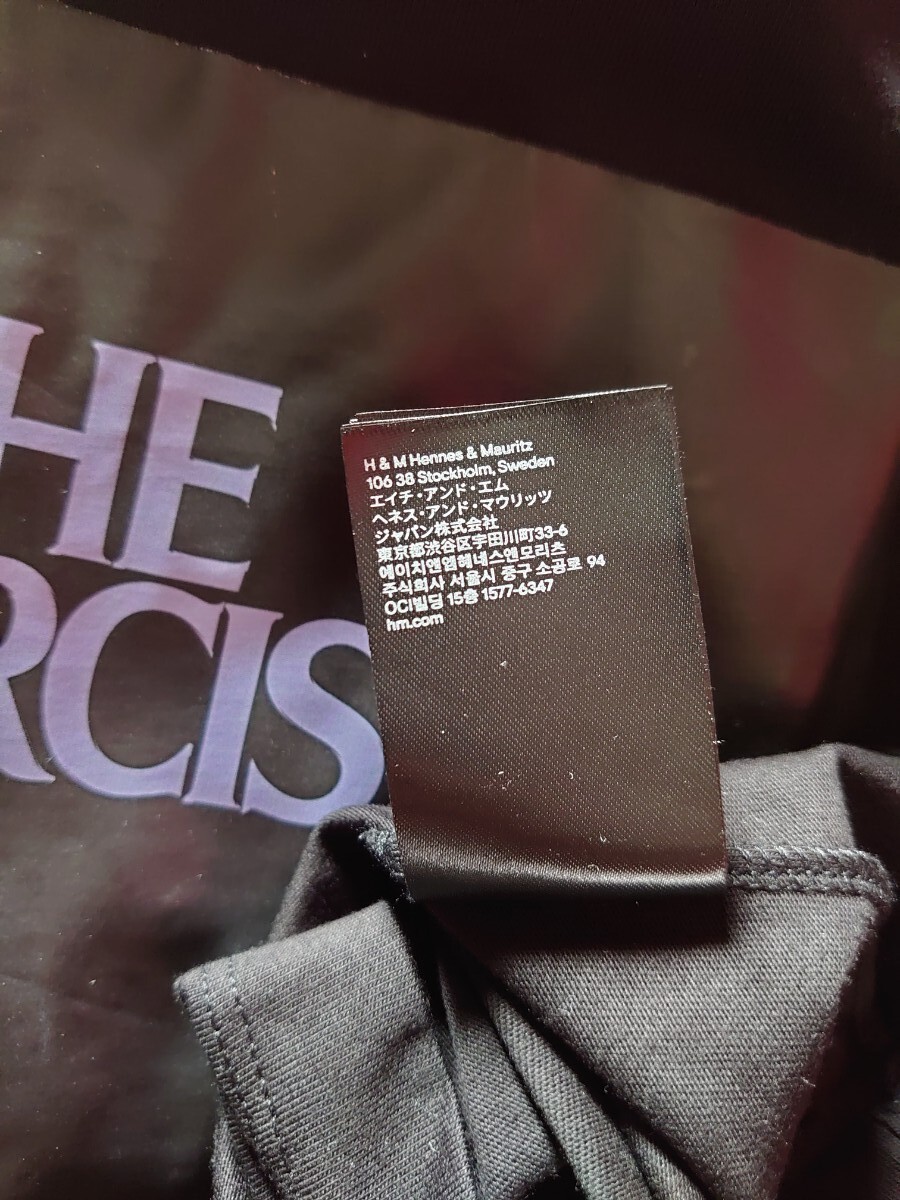 HE
RCIS
H & M Hennes & Mauritz
106 38 Stockholm, Sweden
エイチ・アンド・エム
ヘネス・アンド・マウリッツ
ジャパン株式会社
東京都渋谷区宇田川町33-6
에이치앤엠헤네스앤모리츠
주식회사 서울시 중구 소공로 94
OCI빌딩 15층 1577-6347
hm.com